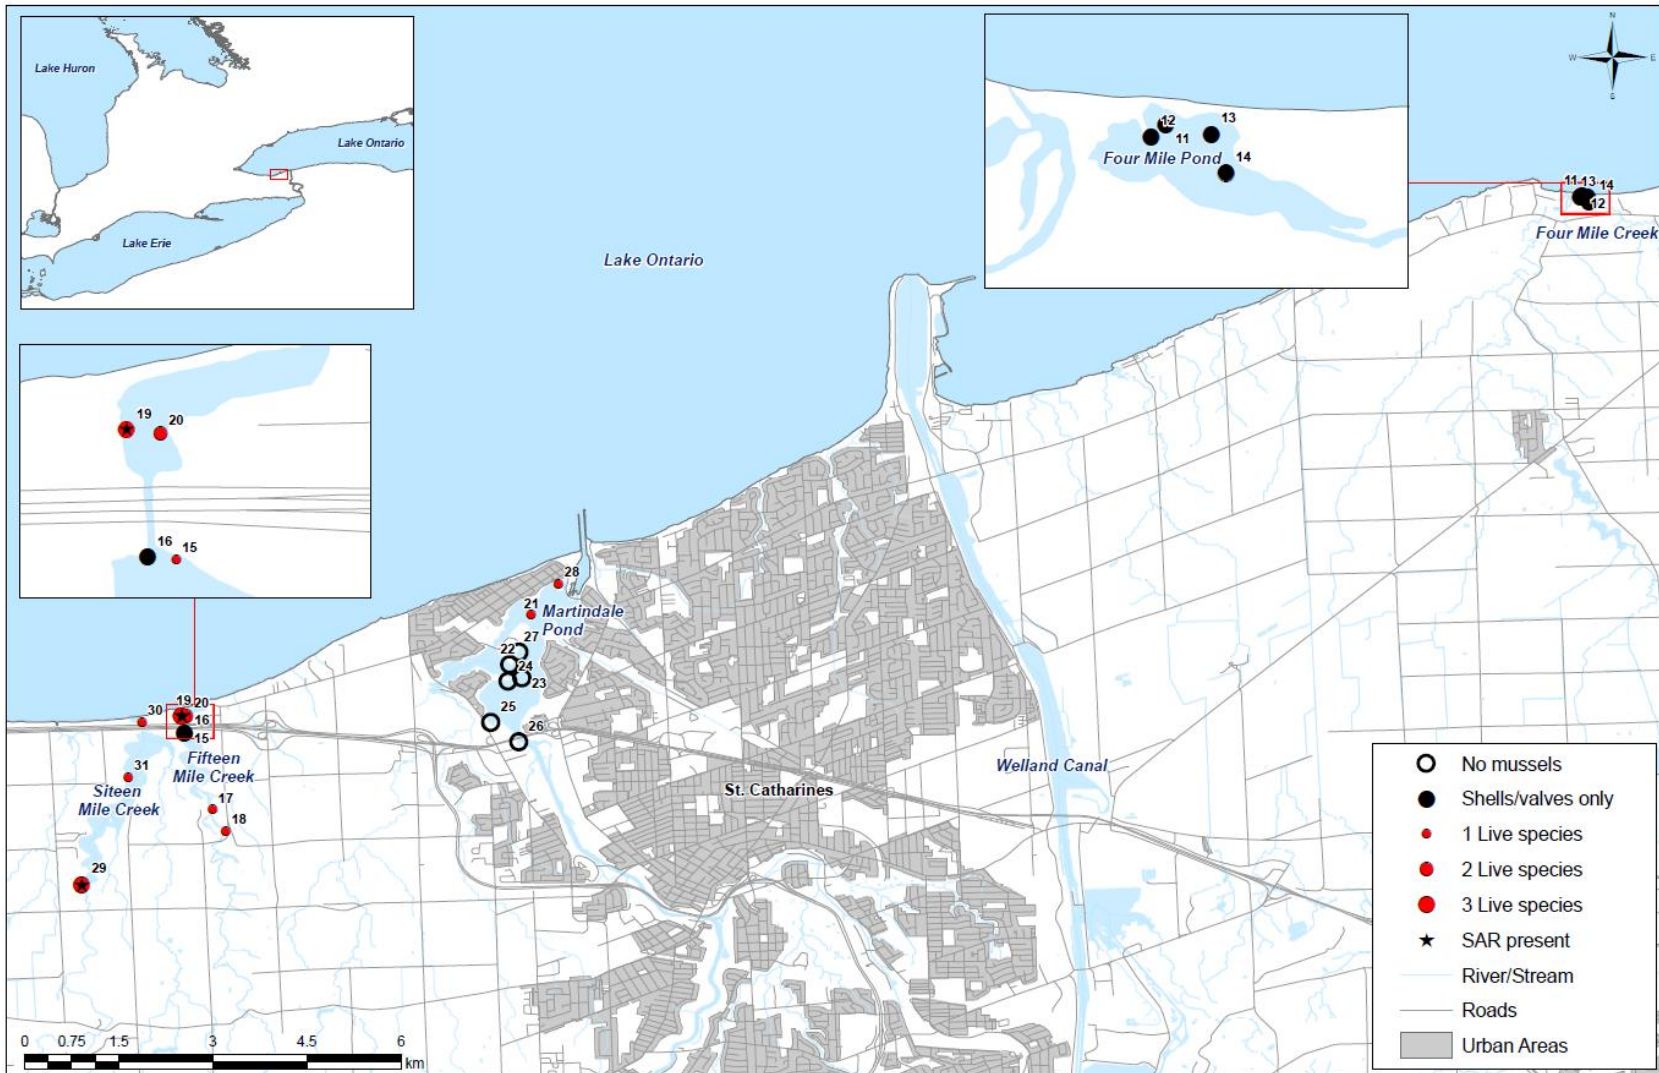 Lake Huron
Lake Ontario
Lake Erie
12
13
11
Four Mile Pond
14
N
W
E
S
11
13
14
12
Four Mile Creek
Lake Ontario
19
20
16
15
28
21
Martindale
Pond
27
22
24
23
25
26
30
19
20
16
15
Fifteen
Mile Creek
31
Siteen
Mile Creek
17
18
29
St. Catharines
Welland Canal
No mussels
Shells/valves only
1 Live species
2 Live species
3 Live species
SAR present
River/Stream
Roads
Urban Areas
0 0.75 1.5 3 4.5 6
km